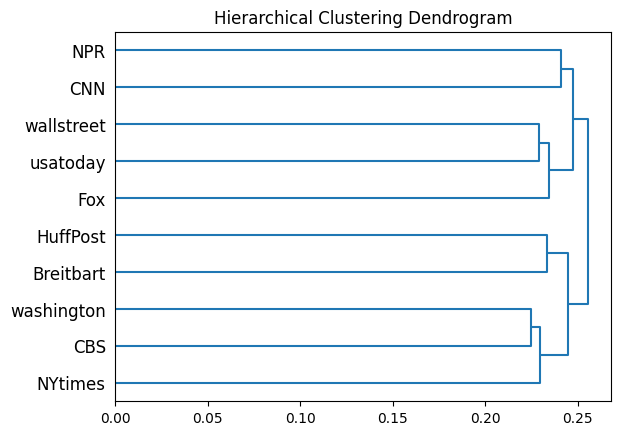 Hierarchical Clustering Dendrogram
NPR
CNN
wallstreet
usatoday
Fox
HuffPost
Breitbart
washington
CBS
NYtimes
0.00 0.05 0.10 0.15 0.20 0.25